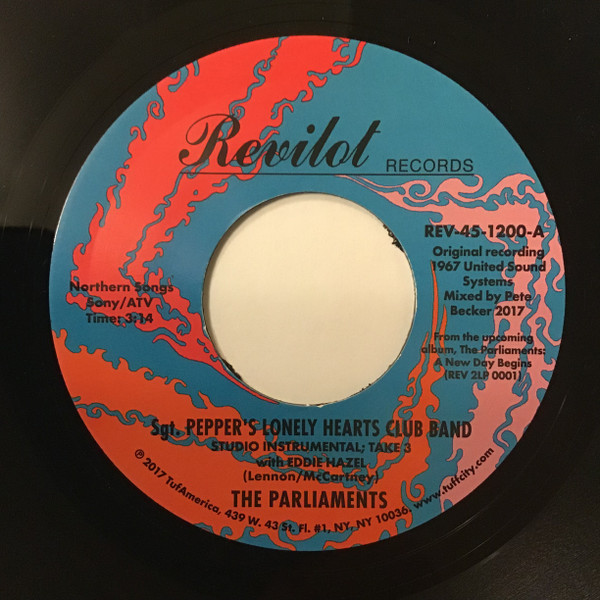 Revilot RECORDS
REV-45-1200-A
Original recording
1967 United Sound
Systems
Mixed by Pete
Becker 2017
From the upcoming
album, The Parliaments:
A New Day Begins
(REV 2LP 0001)
Northern Songs
Sony/ATV
Time: 3:14
Sgt. PEPPER'S LONELY HEARTS CLUB BAND
STUDIO INSTRUMENTAL; TAKE 3
with EDDIE HAZEL
(Lennon/McCartney)
THE PARLIAMENTS
℗ 2017 TufAmerica, 439 W. 43 St. Fl. #1, NY, NY 10036. www.tuffcity.com